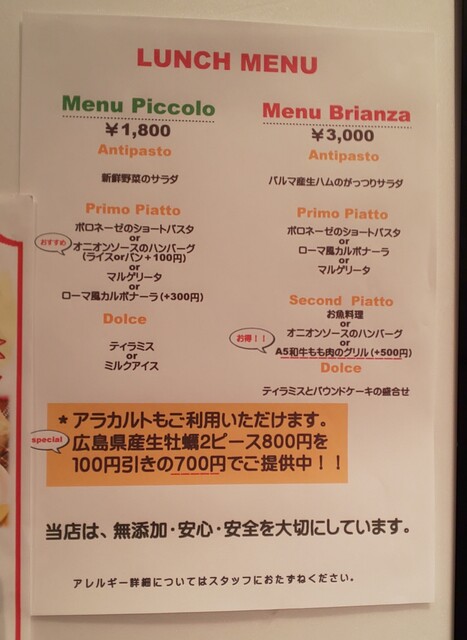 LUNCH MENU
Menu Piccolo
￥1,800
Antipasto
新鮮野菜のサラダ
Primo Piatto
ボロネーゼのショートパスタ
or
おすすめ
オニオンソースのハンバーグ
(ライスorパン＋100円)
or
マルゲリータ
or
ローマ風カルボナーラ(+300円)
Dolce
ティラミス
or
ミルクアイス
Menu Brianza
￥3,000
Antipasto
パルマ産生ハムのがっつりサラダ
Primo Piatto
ボロネーゼのショートパスタ
or
ローマ風カルボナーラ
or
マルゲリータ
Second Piatto
お魚料理
or
オニオンソースのハンバーグ
or
お得！！
A5和牛もも肉のグリル(+500円)
Dolce
ティラミスとパウンドケーキの盛合せ
special
＊アラカルトもご利用いただけます。
広島県産生牡蠣2ピース800円を
100円引きの700円でご提供中！！
当店は、無添加・安心・安全を大切にしています。
アレルギー詳細についてはスタッフにおたずねください。